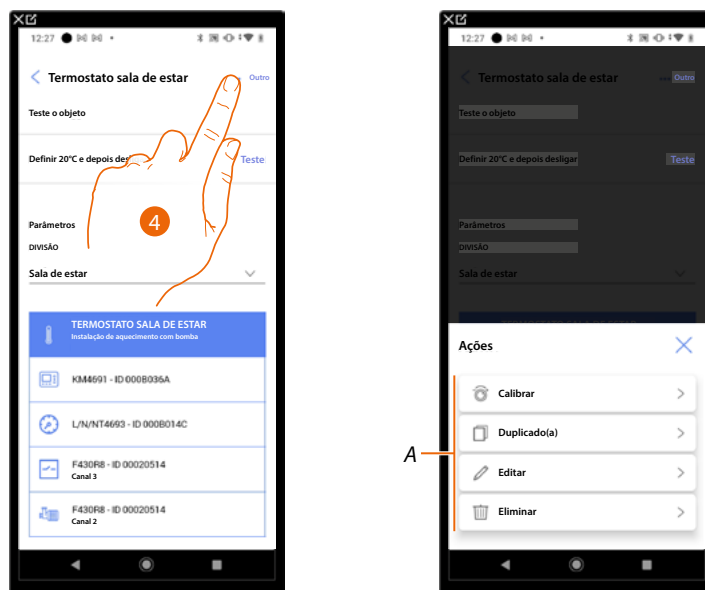 12:27
Termostato sala de estar
Outro
Teste o objeto
Definir 20°C e depois des
Teste
4
Parâmetros
DIVISÃO
Sala de estar
TERMOSTATO SALA DE ESTAR
Instalação de aquecimento com bomba
KM4691 - ID 000B036A
L/N/NT4693 - ID 000B014C
F430R8 - ID 00020514
Canal 3
F430R8 - ID 00020514
Canal 2
12:27
Termostato sala de estar
... Outro
Teste o objeto
Definir 20°C e depois desligar
Teste
Parâmetros
DIVISÃO
Sala de estar
Ações
A
Calibrar
Duplicado(a)
Editar
Eliminar